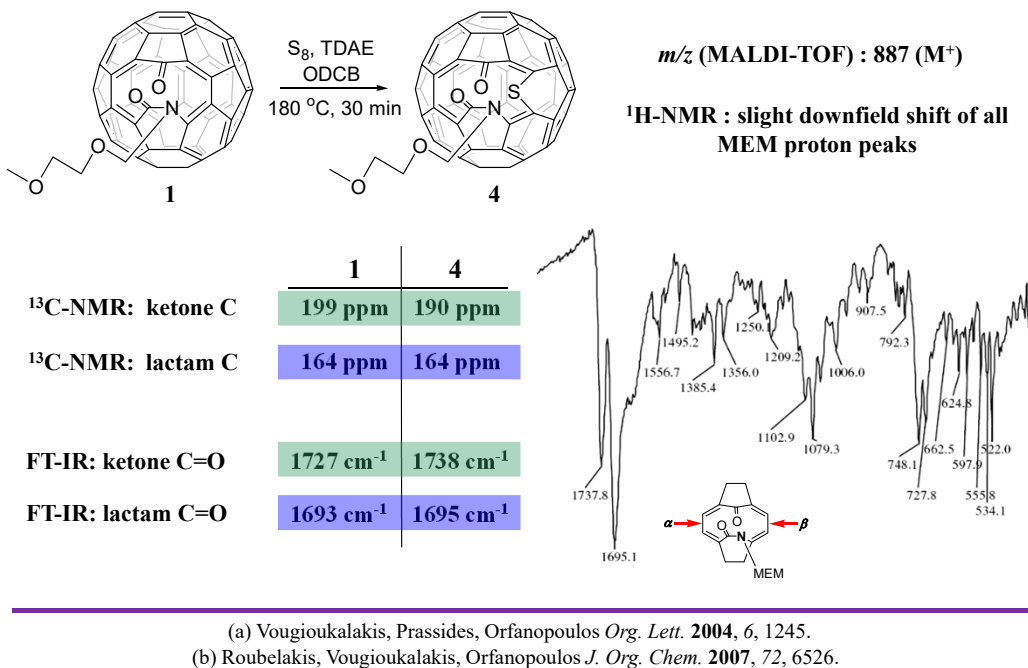 S₈, TDAE
ODCB
180 °C, 30 min
O
O
N
O
O
1
O
O
N
S
O
O
4
m/z (MALDI-TOF) : 887 (M⁺)
¹H-NMR : slight downfield shift of all
MEM proton peaks
1 4
¹³C-NMR: ketone C 199 ppm 190 ppm
¹³C-NMR: lactam C 164 ppm 164 ppm
FT-IR: ketone C=O 1727 cm⁻¹ 1738 cm⁻¹
FT-IR: lactam C=O 1693 cm⁻¹ 1695 cm⁻¹
1737.8
1695.1
1556.7
1495.2
1385.4
1356.0
1250.1
1209.2
1102.9
1079.3
1006.0
907.5
792.3
748.1
727.8
662.5
624.8
597.9
555.8
534.1
522.0
α
O
O
N
β
MEM
(a) Vougioukalakis, Prassides, Orfanopoulos Org. Lett. 2004, 6, 1245.
(b) Roubelakis, Vougioukalakis, Orfanopoulos J. Org. Chem. 2007, 72, 6526.